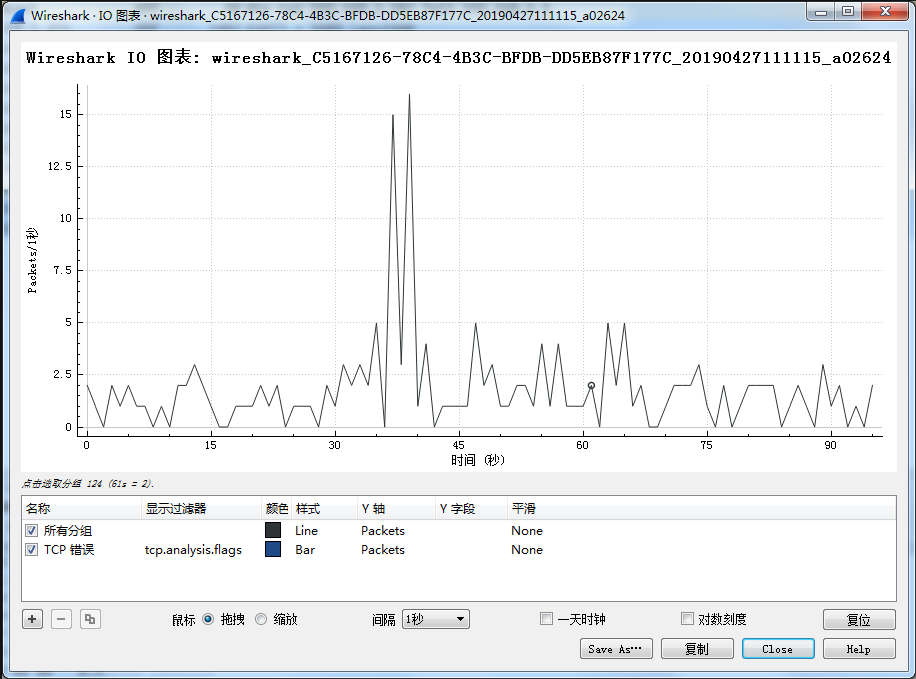 Wireshark · IO 图表 · wireshark_C5167126-78C4-4B3C-BFDB-DD5EB87F177C_20190427111115_a02624
Wireshark IO 图表: wireshark_C5167126-78C4-4B3C-BFDB-DD5EB87F177C_20190427111115_a02624
Packets/1秒
15
12.5
10
7.5
5
2.5
0
0 15 30 45 60 75 90
时间 (秒)
点击选取分组 124 (61s = 2).
名称 显示过滤器 颜色 样式 Y 轴 Y 字段 平滑
所有分组 Line Packets None
TCP 错误 tcp.analysis.flags Bar Packets None
鼠标 拖拽 缩放 间隔 1秒 一天时钟 对数刻度 复位
Save As… 复制 Close Help